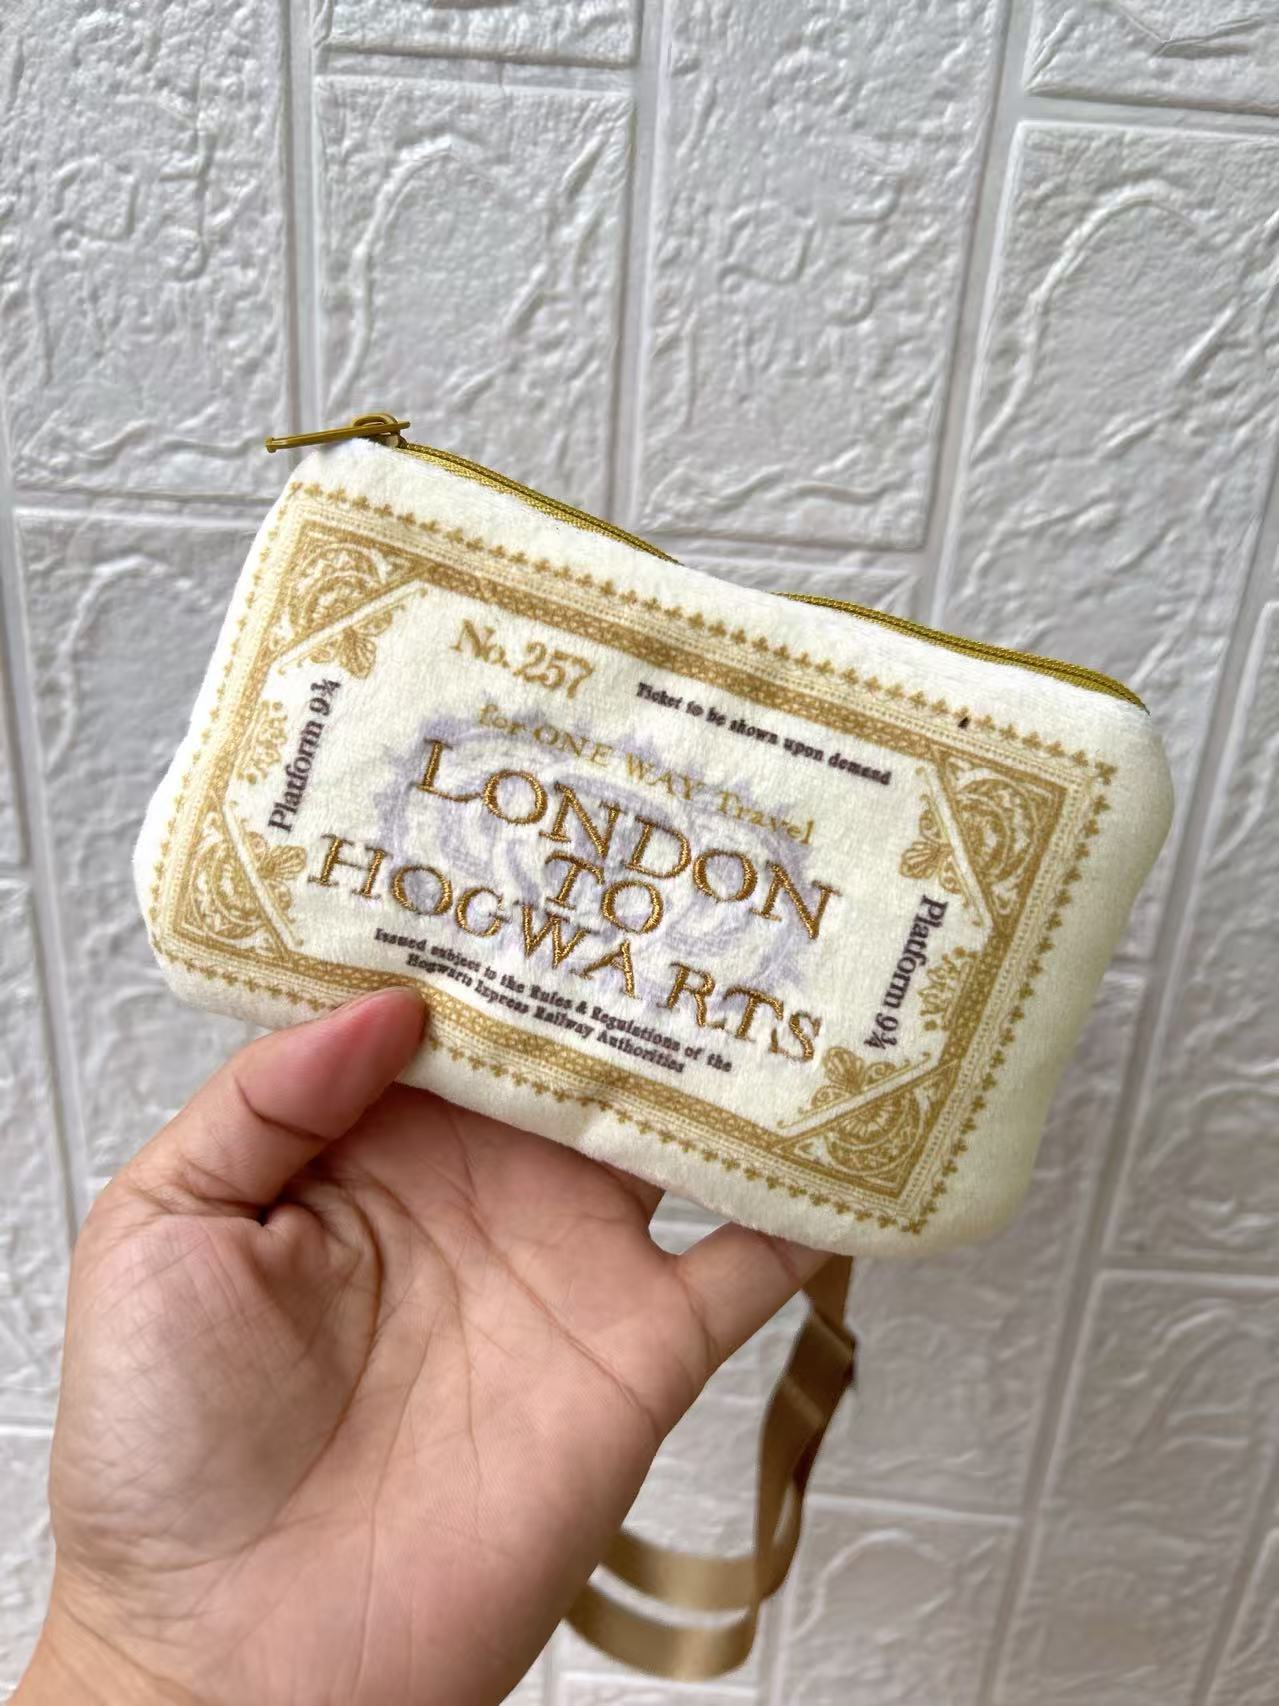 No. 257
Ticket to be shown upon demand
for ONE WAY Travel
LONDON
TO
HOGWARTS
Issued subject to the Rules & Regulations of the
Hogwarts Express Railway Authorities
Platform 9¾
Platform 9¾